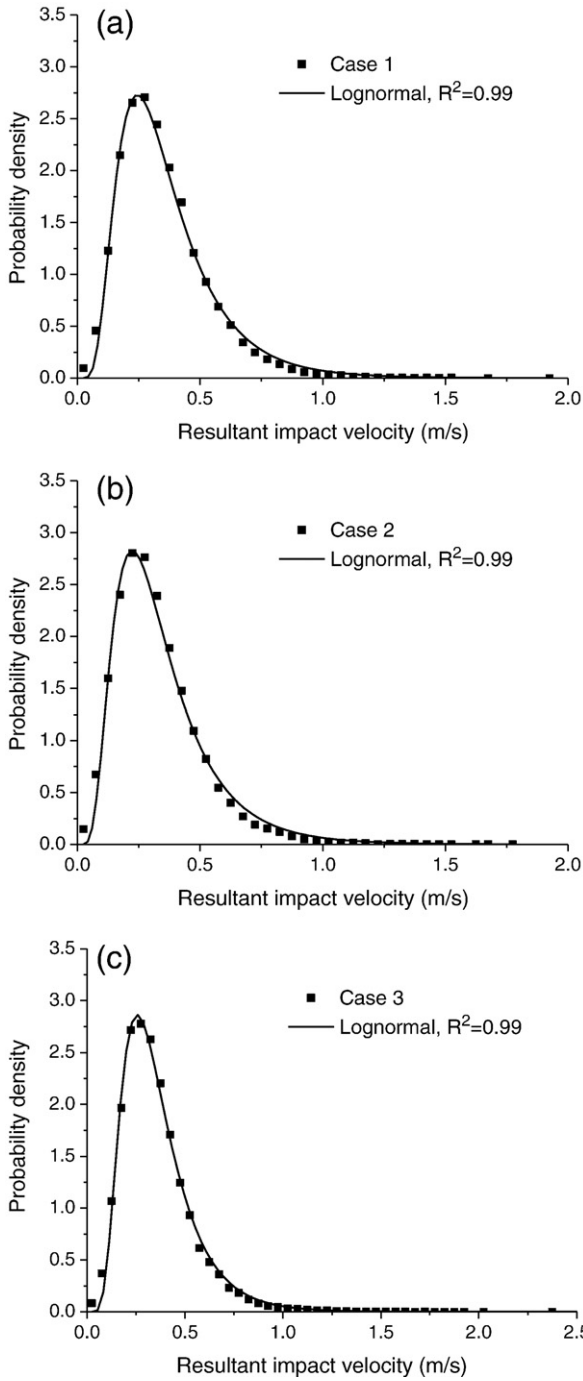 (a)
3.5
3.0
2.5
2.0
1.5
1.0
0.5
0.0
Probability density
Case 1
Lognormal, R²=0.99
0.0 0.5 1.0 1.5 2.0
Resultant impact velocity (m/s)
(b)
3.5
3.0
2.5
2.0
1.5
1.0
0.5
0.0
Probability density
Case 2
Lognormal, R²=0.99
0.0 0.5 1.0 1.5 2.0
Resultant impact velocity (m/s)
(c)
3.5
3.0
2.5
2.0
1.5
1.0
0.5
0.0
Probability density
Case 3
Lognormal, R²=0.99
0.0 0.5 1.0 1.5 2.0 2.5
Resultant impact velocity (m/s)